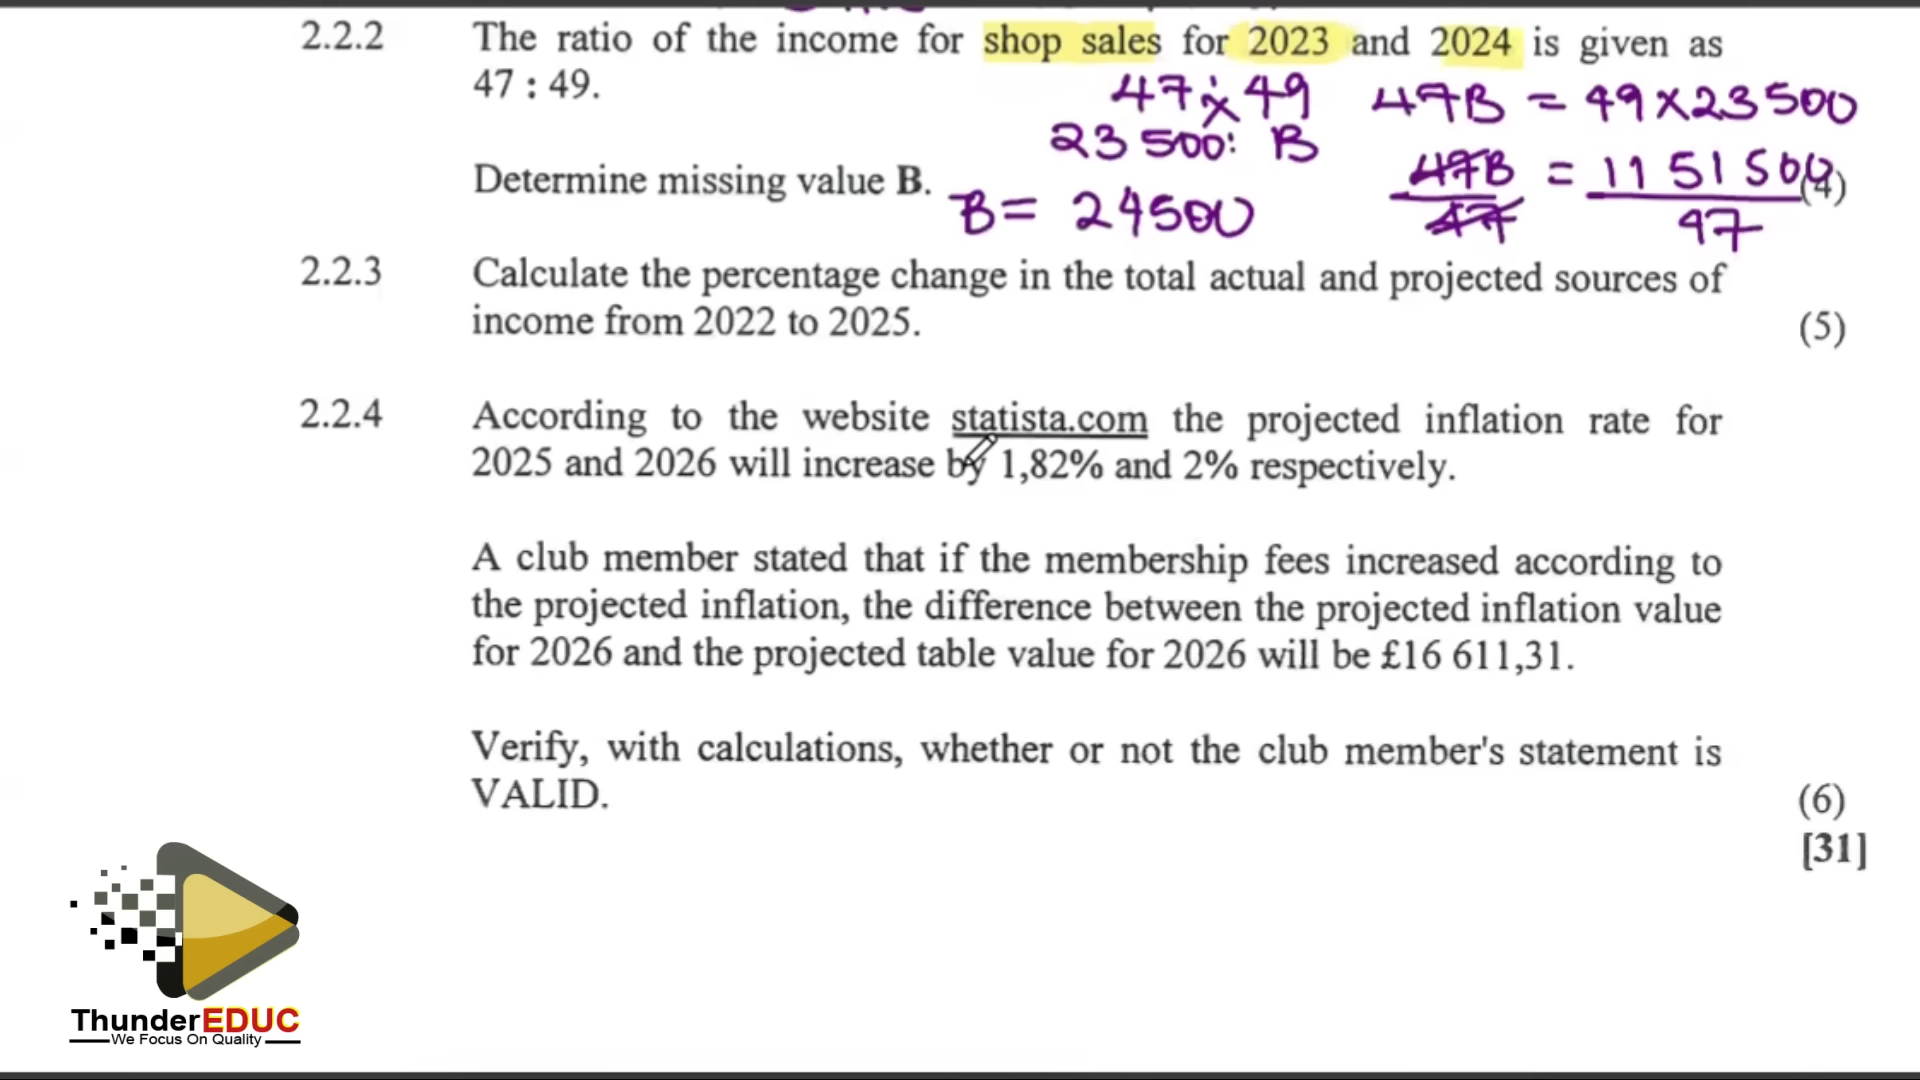 2.2.2 The ratio of the income for shop sales for 2023 and 2024 is given as
47 : 49.
47 : 49 47B = 49 x 23 500
23 500 : B
Determine missing value B.
47B = 1151 500 (4)
47 47
B = 24500
2.2.3 Calculate the percentage change in the total actual and projected sources of
income from 2022 to 2025. (5)
2.2.4 According to the website statista.com the projected inflation rate for
2025 and 2026 will increase by 1,82% and 2% respectively.
A club member stated that if the membership fees increased according to
the projected inflation, the difference between the projected inflation value
for 2026 and the projected table value for 2026 will be £16 611,31.
Verify, with calculations, whether or not the club member's statement is
VALID. (6)
[31]
ThunderEDUC
We Focus On Quality